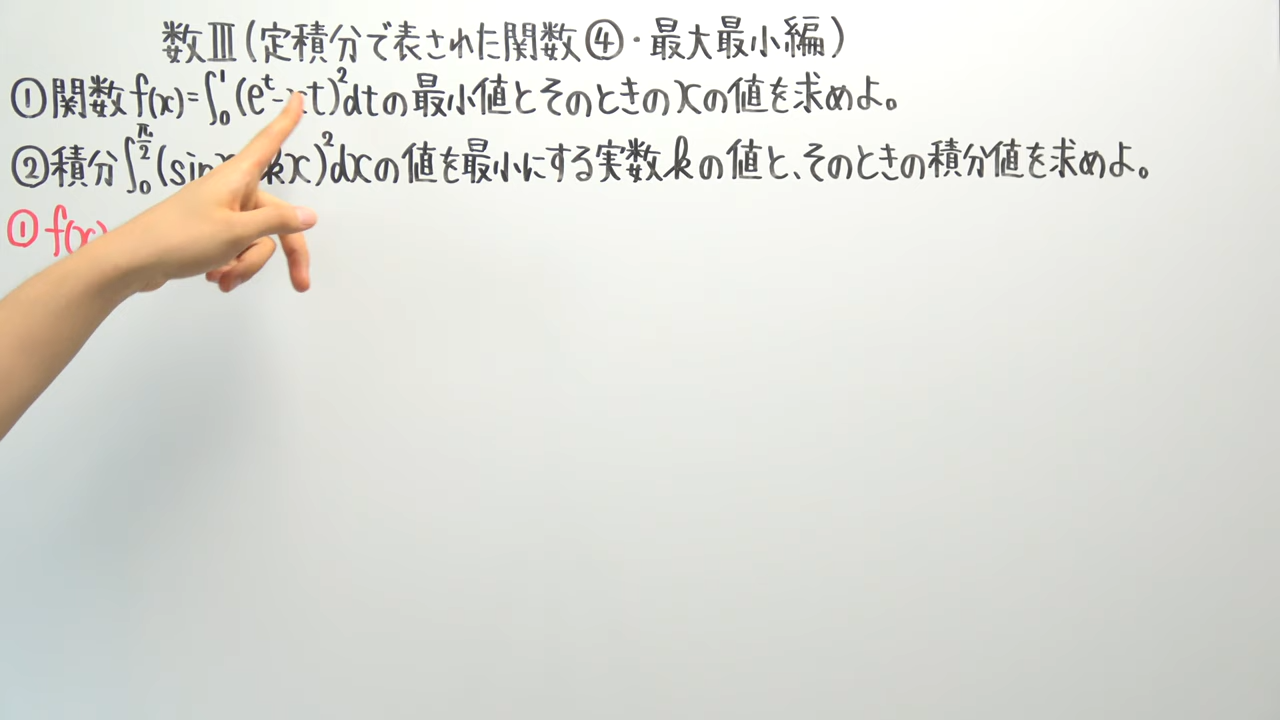 数Ⅲ(定積分で表された関数④・最大最小編)
①関数f(x)=∫₀¹(eᵗ-xt)²dtの最小値とそのときのxの値を求めよ。
②積分∫₀^{π/2}(sin kx)²dxの値を最小にする実数kの値と、そのときの積分値を求めよ。
①f(x)